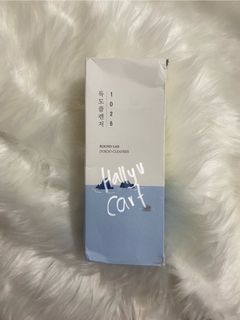 1025
독도클렌저
ROUND LAB
DOKDO CLEANSER
Hallyu
Cart